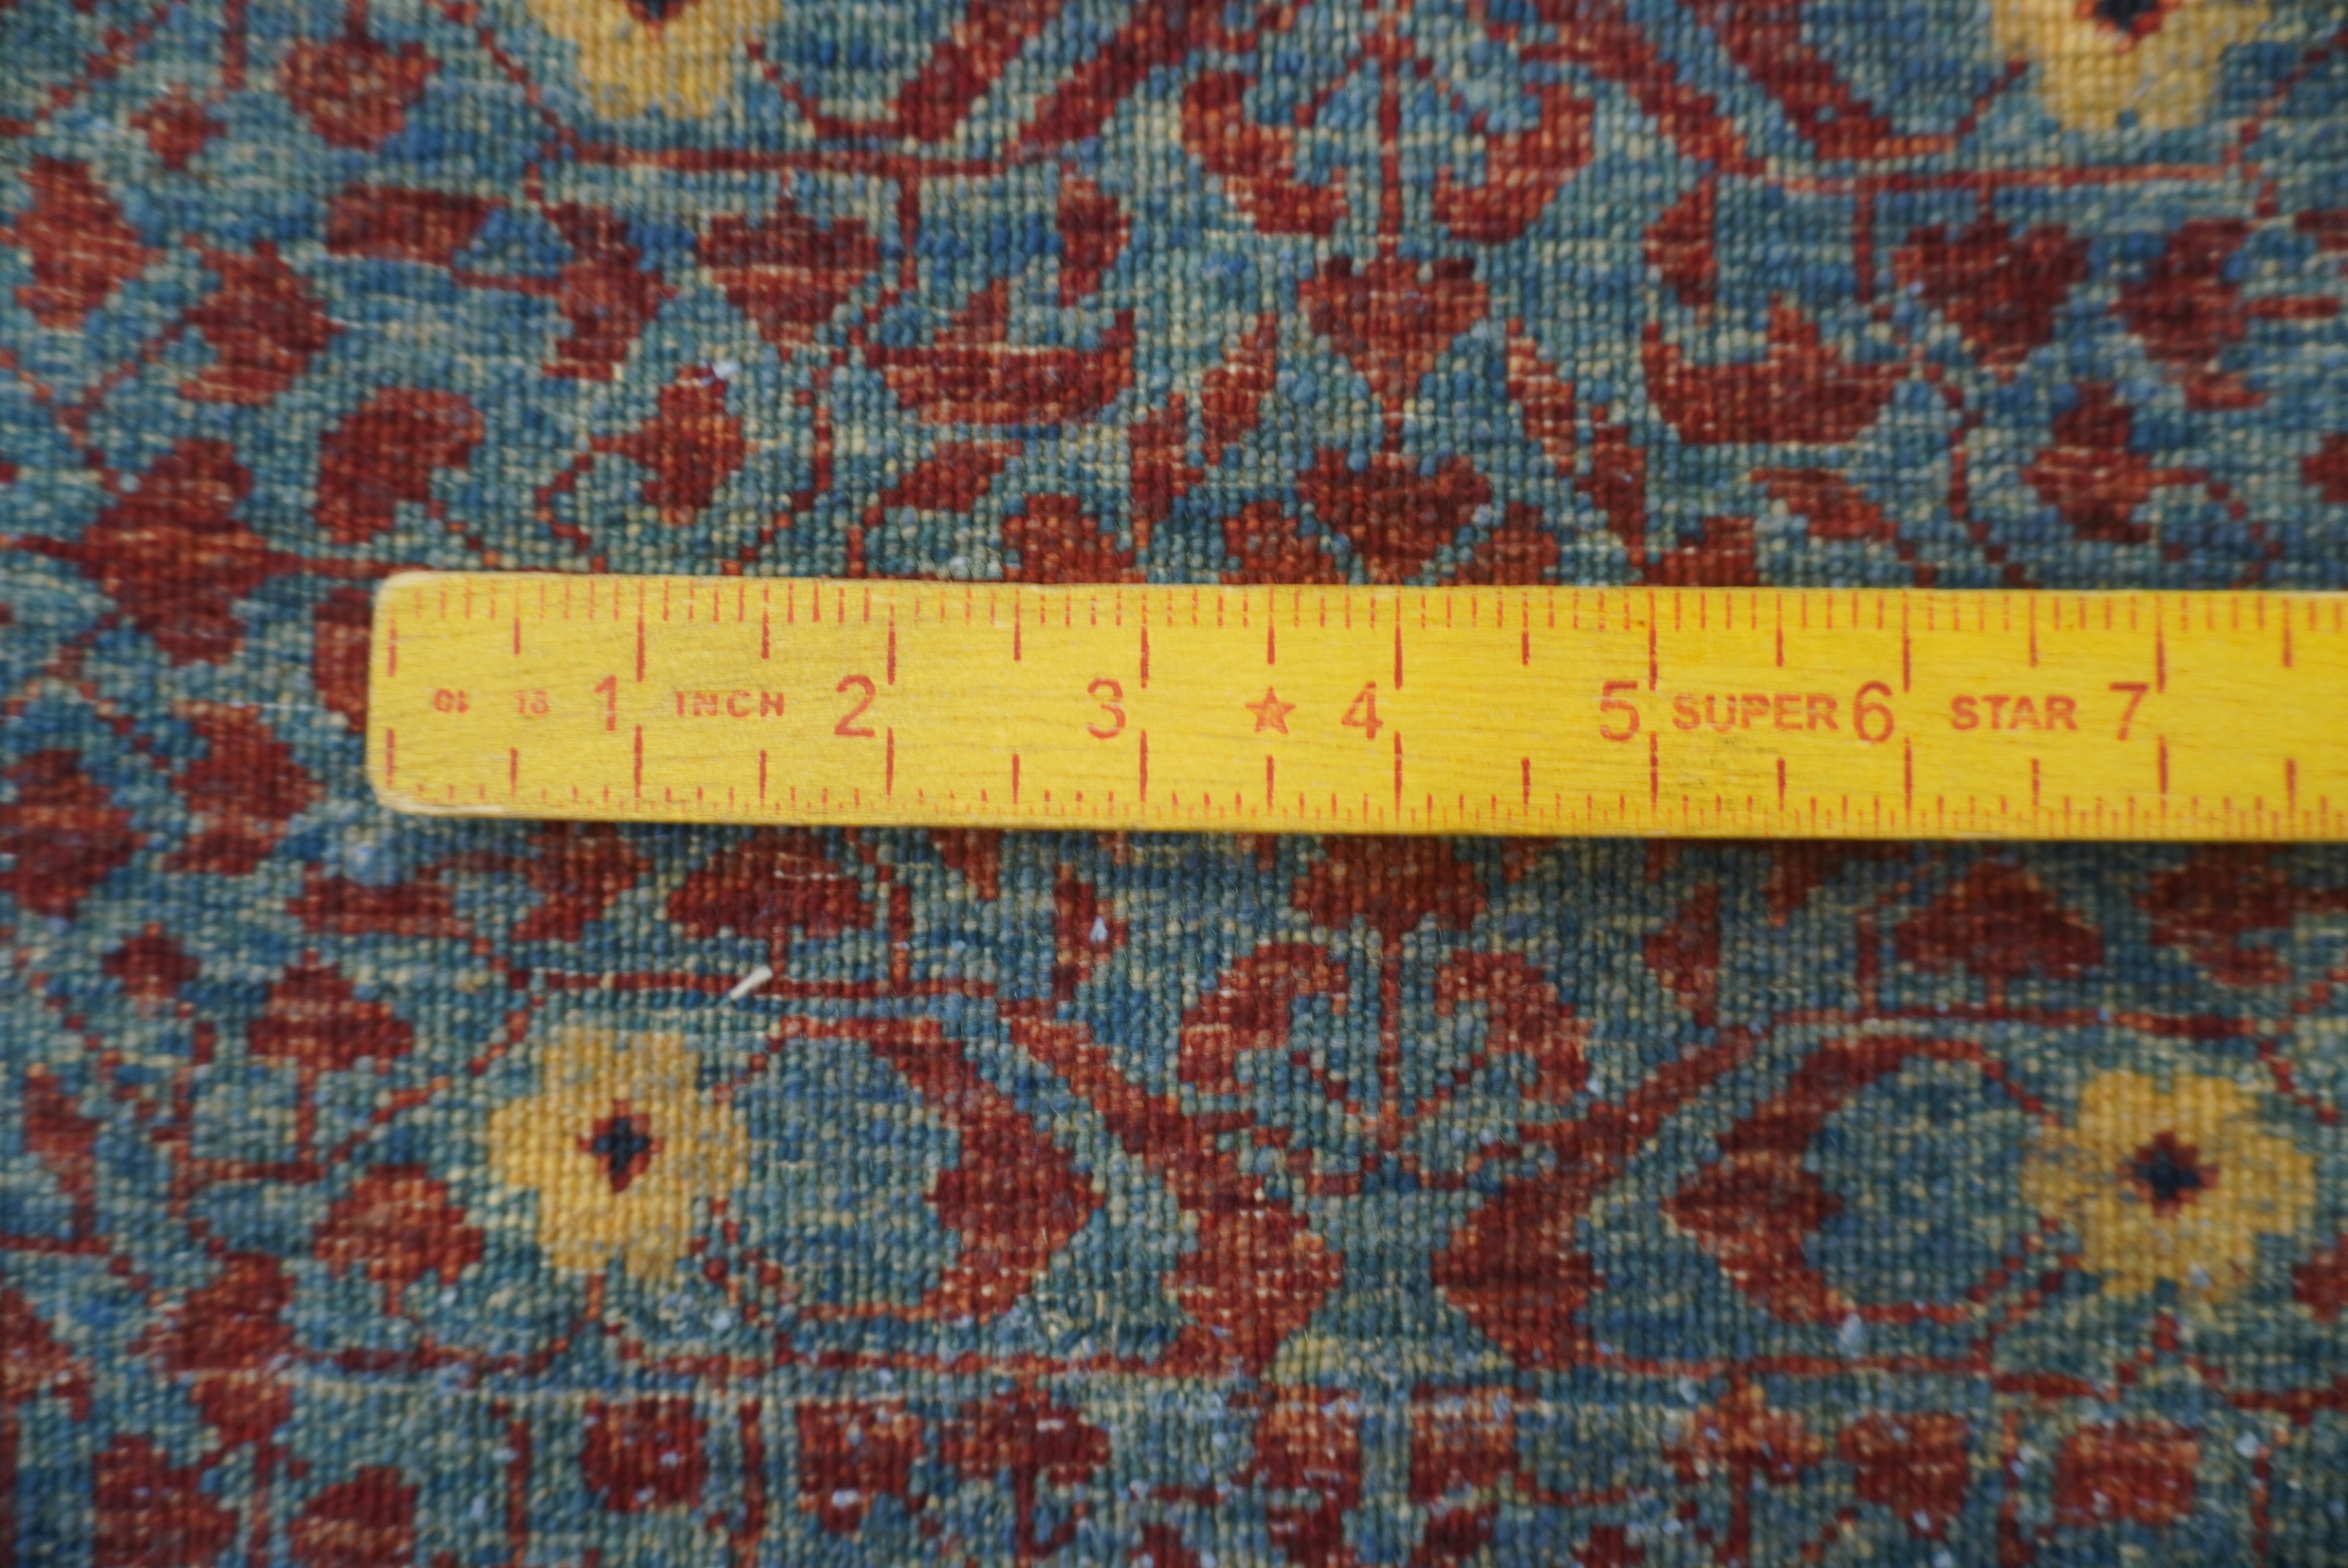 1 INCH 2 3 ★ 4 5 SUPER 6 STAR 7